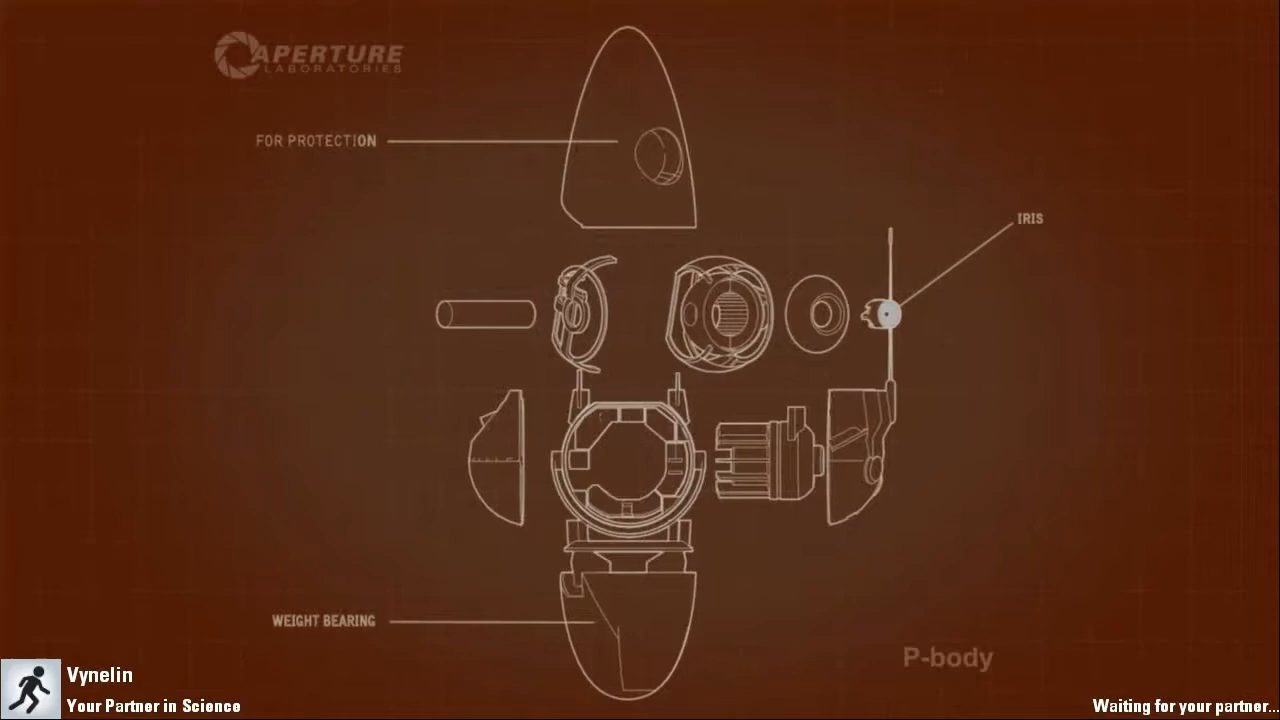 APERTURE
LABORATORIES
FOR PROTECTION
IRIS
WEIGHT BEARING
P-body
Vynelin
Your Partner in Science
Waiting for your partner...